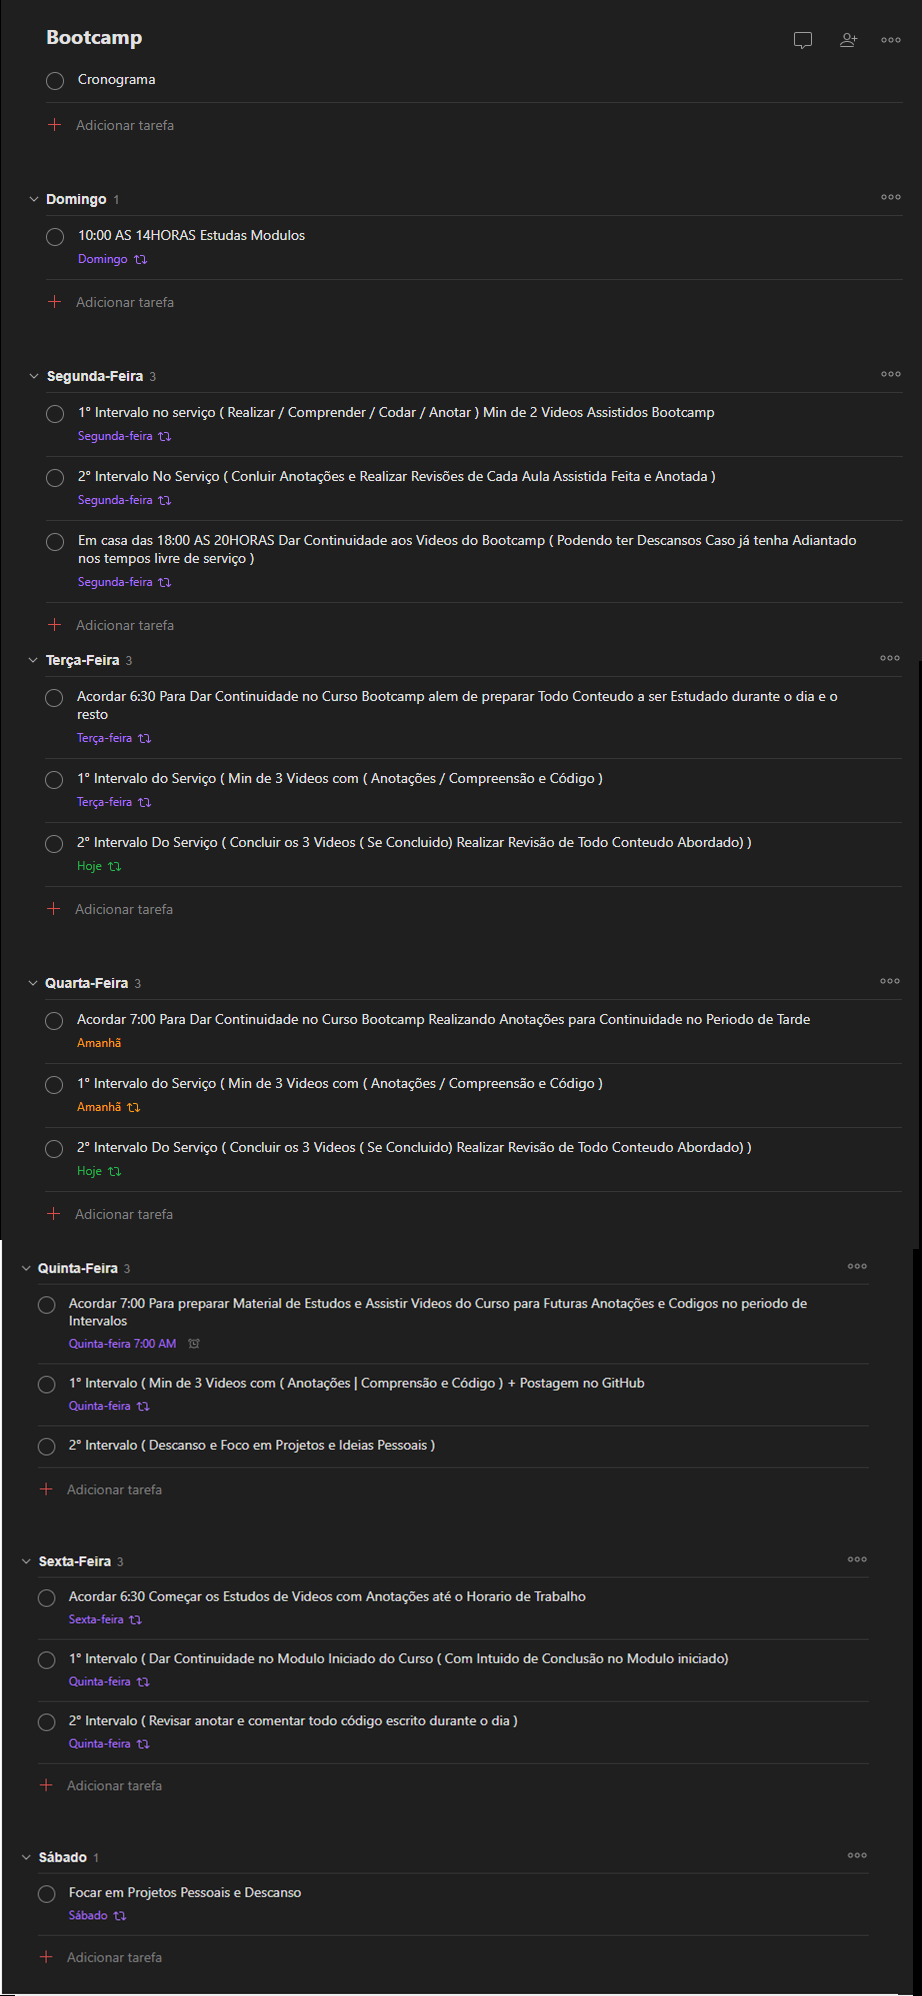 Bootcamp
Cronograma
Adicionar tarefa
Domingo 1
10:00 AS 14HORAS Estudas Modulos
Domingo
Adicionar tarefa
Segunda-Feira 3
1° Intervalo no serviço ( Realizar / Comprender / Codar / Anotar ) Min de 2 Videos Assistidos Bootcamp
Segunda-feira
2° Intervalo No Serviço ( Conluir Anotações e Realizar Revisões de Cada Aula Assistida Feita e Anotada )
Segunda-feira
Em casa das 18:00 AS 20HORAS Dar Continuidade aos Videos do Bootcamp ( Podendo ter Descansos Caso já tenha Adiantado
nos tempos livre de serviço )
Segunda-feira
Adicionar tarefa
Terça-Feira 3
Acordar 6:30 Para Dar Continuidade no Curso Bootcamp alem de preparar Todo Conteudo a ser Estudado durante o dia e o
resto
Terça-feira
1° Intervalo do Serviço ( Min de 3 Videos com ( Anotações / Compreensão e Código )
Terça-feira
2° Intervalo Do Serviço ( Concluir os 3 Videos ( Se Concluido) Realizar Revisão de Todo Conteudo Abordado) )
Hoje
Adicionar tarefa
Quarta-Feira 3
Acordar 7:00 Para Dar Continuidade no Curso Bootcamp Realizando Anotações para Continuidade no Periodo de Tarde
Amanhã
1° Intervalo do Serviço ( Min de 3 Videos com ( Anotações / Compreensão e Código )
Amanhã
2° Intervalo Do Serviço ( Concluir os 3 Videos ( Se Concluido) Realizar Revisão de Todo Conteudo Abordado) )
Hoje
Adicionar tarefa
Quinta-Feira 3
Acordar 7:00 Para preparar Material de Estudos e Assistir Videos do Curso para Futuras Anotações e Codigos no periodo de
Intervalos
Quinta-feira 7:00 AM
1° Intervalo ( Min de 3 Videos com ( Anotações | Comprensão e Código ) + Postagem no GitHub
Quinta-feira
2° Intervalo ( Descanso e Foco em Projetos e Ideias Pessoais )
Adicionar tarefa
Sexta-Feira 3
Acordar 6:30 Começar os Estudos de Videos com Anotações até o Horario de Trabalho
Sexta-feira
1° Intervalo ( Dar Continuidade no Modulo Iniciado do Curso ( Com Intuido de Conclusão no Modulo iniciado)
Quinta-feira
2° Intervalo ( Revisar anotar e comentar todo código escrito durante o dia )
Quinta-feira
Adicionar tarefa
Sábado 1
Focar em Projetos Pessoais e Descanso
Sábado
Adicionar tarefa